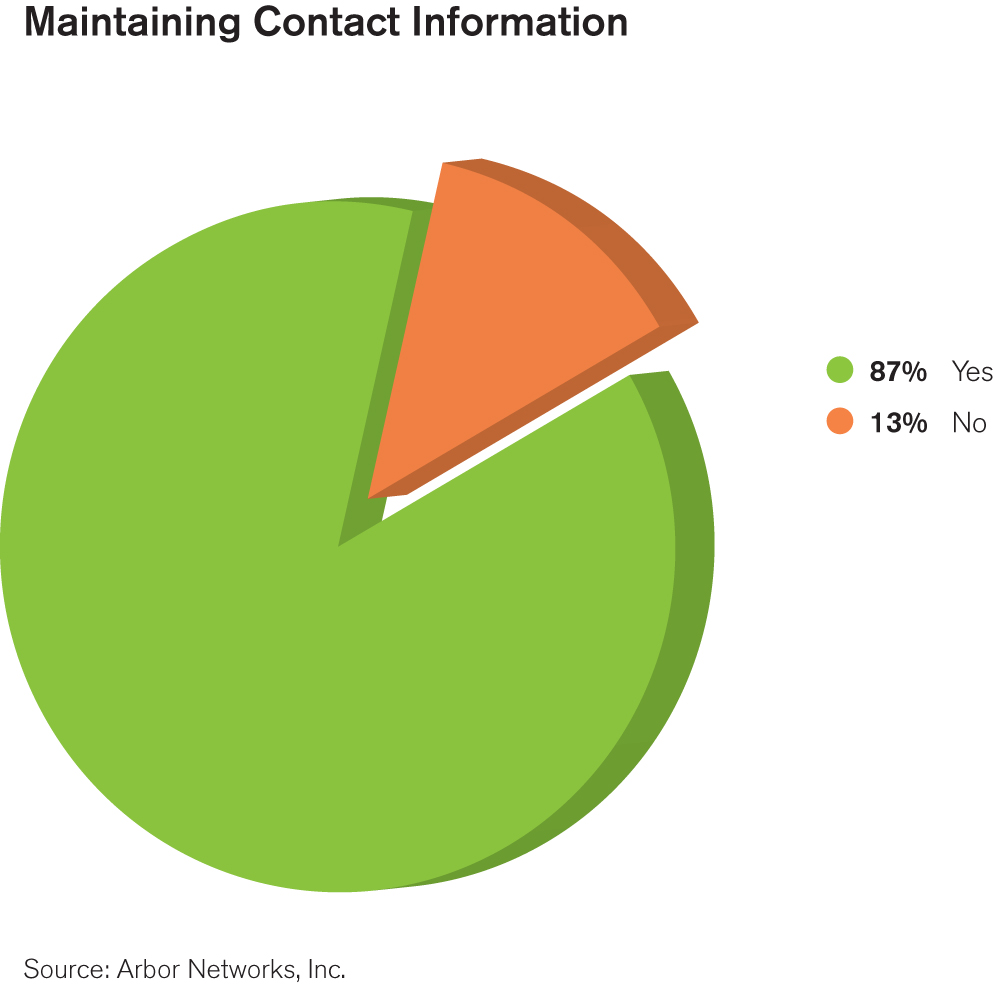 Maintaining Contact Information
87% Yes
13% No
Source: Arbor Networks, Inc.